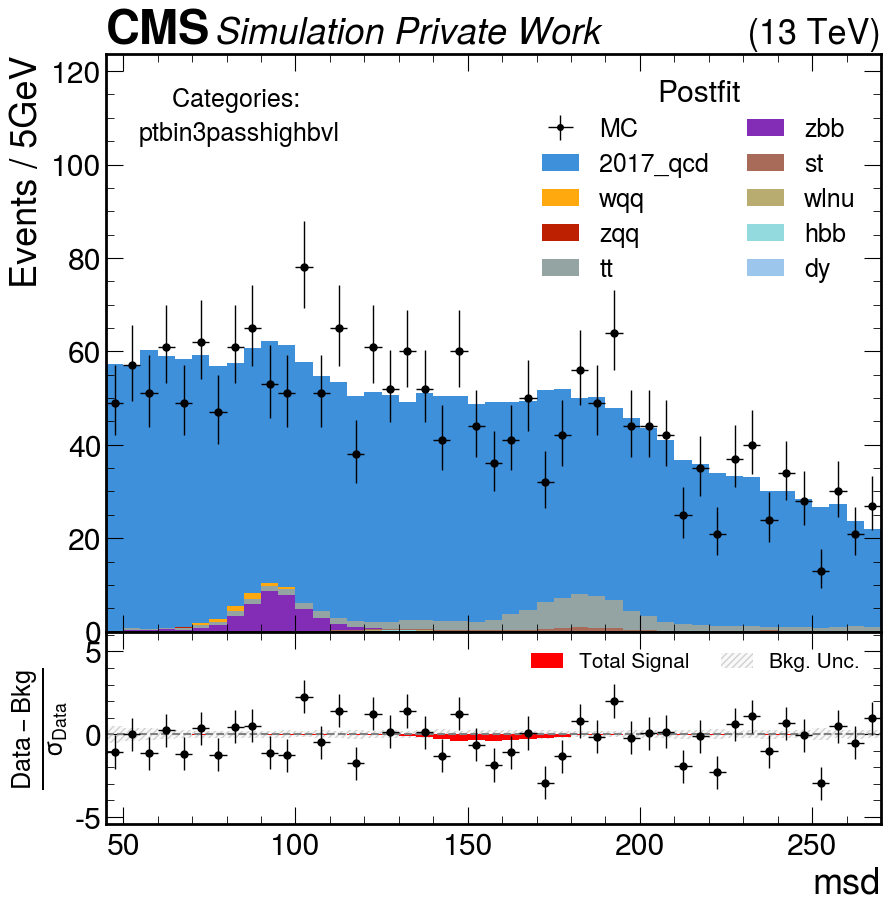 CMS Simulation Private Work (13 TeV)
Events / 5GeV
120
100
80
60
40
20
0
Categories:
ptbin3passhighbvl
Postfit
MC
2017_qcd
wqq
zqq
tt
zbb
st
wlnu
hbb
dy
Data − Bkg
σData
5
0
-5
Total Signal
Bkg. Unc.
50 100 150 200 250
msd